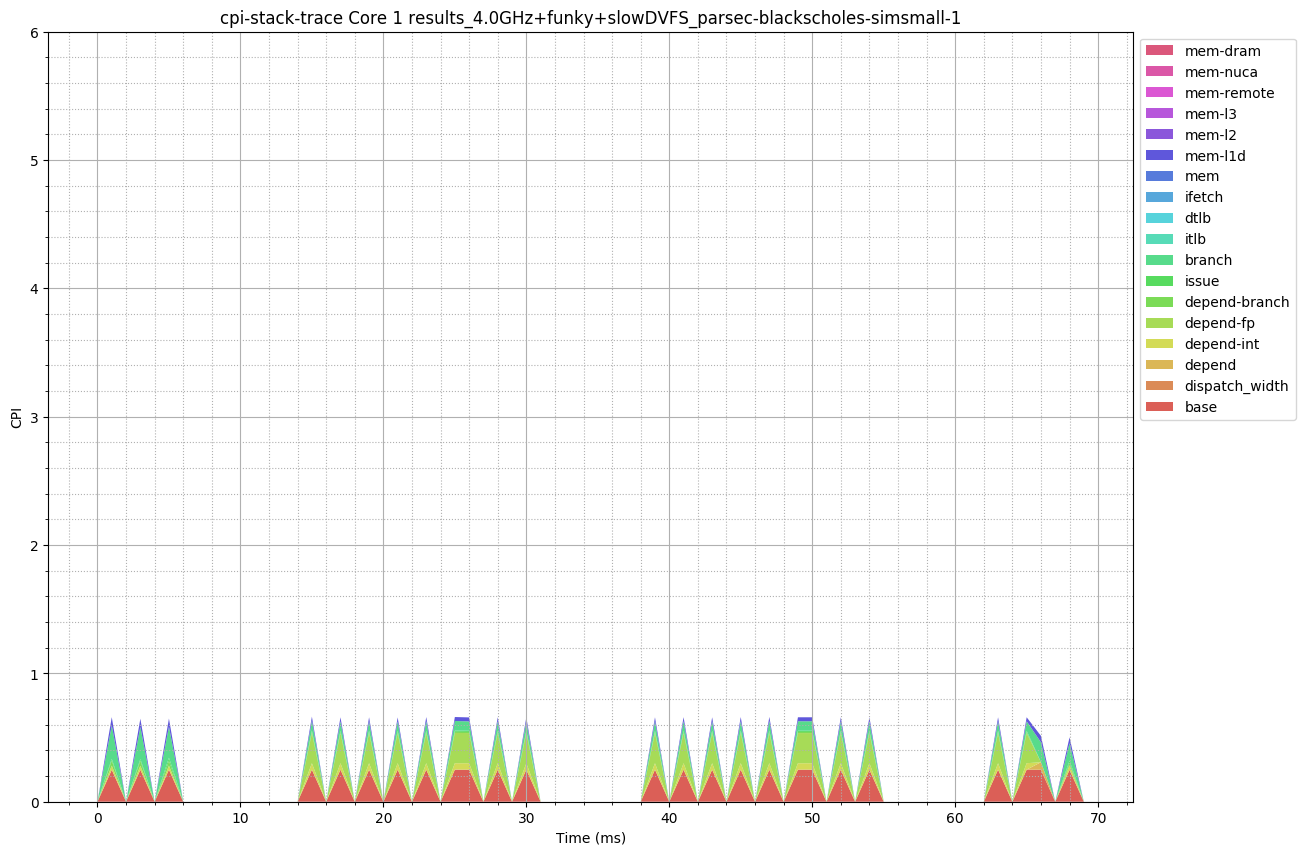 cpi-stack-trace Core 1 results_4.0GHz+funky+slowDVFS_parsec-blackscholes-simsmall-1
6
5
4
3
2
1
0
CPI
0 10 20 30 40 50 60 70
Time (ms)
mem-dram
mem-nuca
mem-remote
mem-l3
mem-l2
mem-l1d
mem
ifetch
dtlb
itlb
branch
issue
depend-branch
depend-fp
depend-int
depend
dispatch_width
base